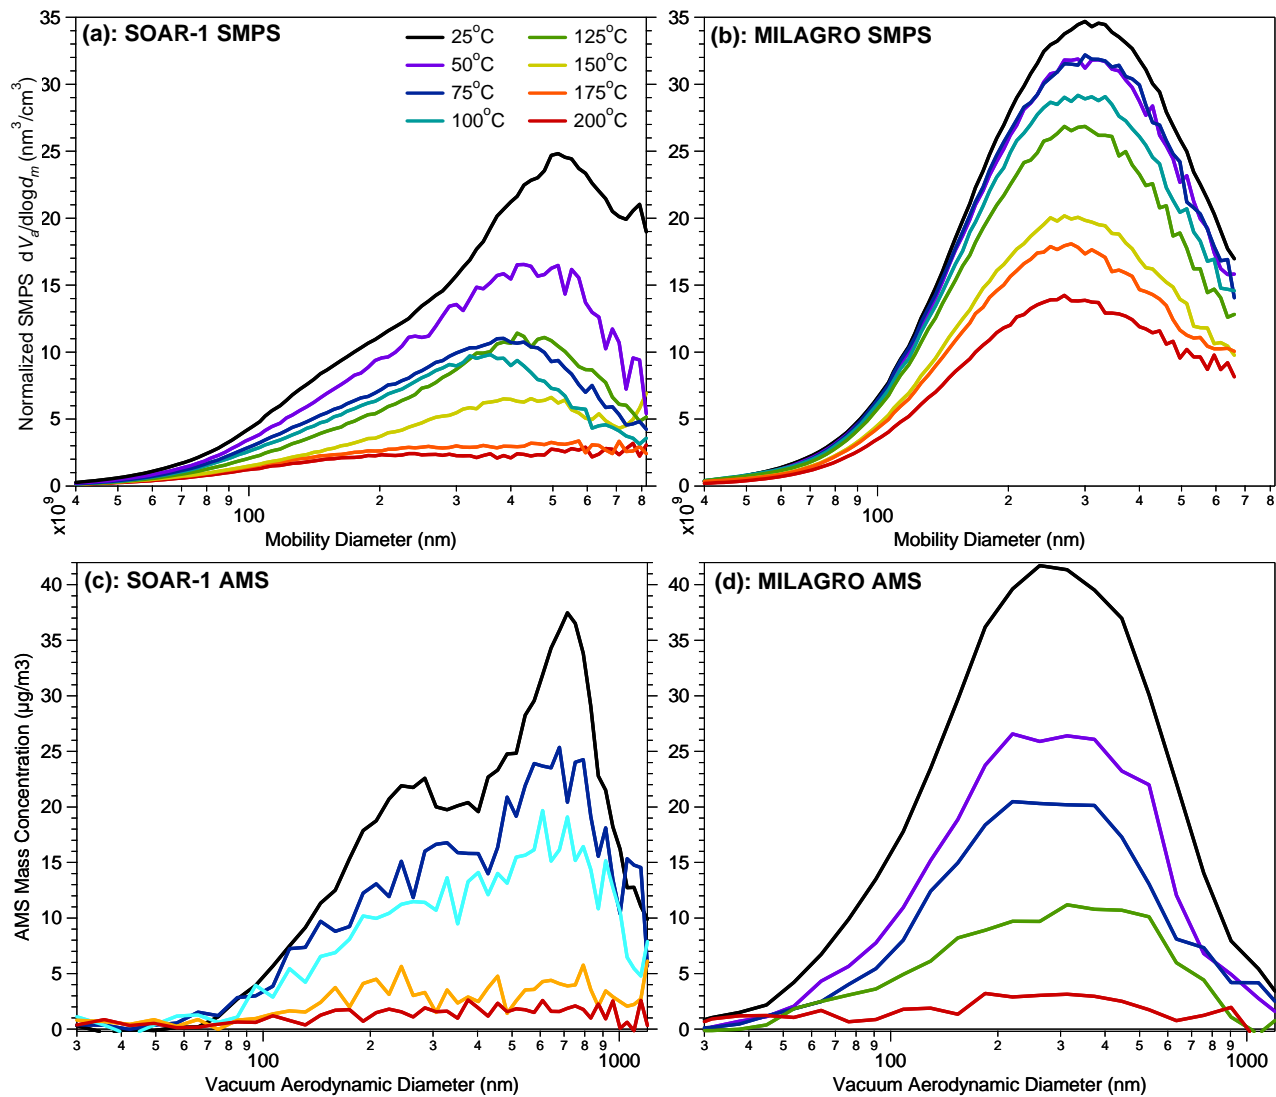 (a): SOAR-1 SMPS
25°C
125°C
50°C
150°C
75°C
175°C
100°C
200°C
Normalized SMPS dVa/dlogdm (nm3/cm3)
35
30
25
20
15
10
5
0
x10^9
4 5 6 7 8 9 100 2 3 4 5 6 7 8
Mobility Diameter (nm)
(b): MILAGRO SMPS
35
30
25
20
15
10
5
0
x10^9
4 5 6 7 8 9 100 2 3 4 5 6 7 8
Mobility Diameter (nm)
(c): SOAR-1 AMS
AMS Mass Concentration (µg/m3)
40
35
30
25
20
15
10
5
0
3 4 5 6 7 8 9 100 2 3 4 5 6 7 8 9 1000
Vacuum Aerodynamic Diameter (nm)
(d): MILAGRO AMS
40
35
30
25
20
15
10
5
0
3 4 5 6 7 8 9 100 2 3 4 5 6 7 8 9 1000
Vacuum Aerodynamic Diameter (nm)